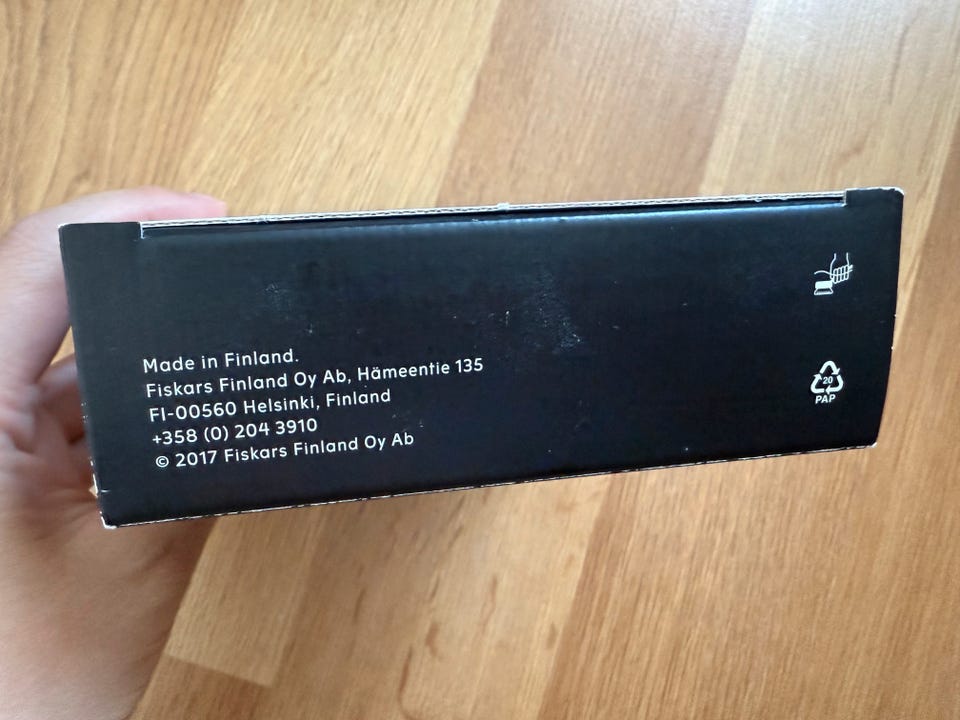 Made in Finland.
Fiskars Finland Oy Ab, Hämeentie 135
FI-00560 Helsinki, Finland
+358 (0) 204 3910
© 2017 Fiskars Finland Oy Ab
20
PAP